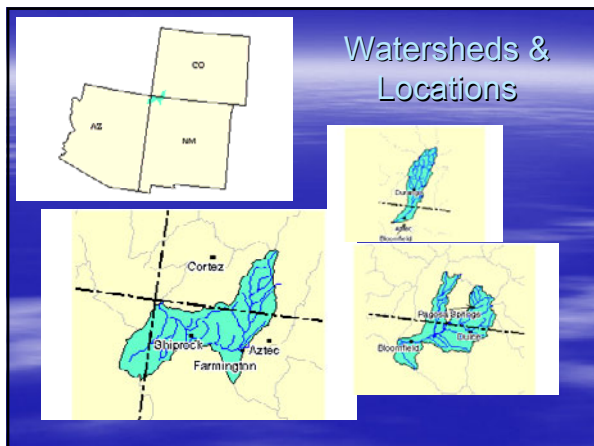 Watersheds &
Locations
CO
AZ
NM
Durango
Aztec
Bloomfield
Cortez
Shiprock
Aztec
Farmington
Pagosa Springs
Dulce
Bloomfield